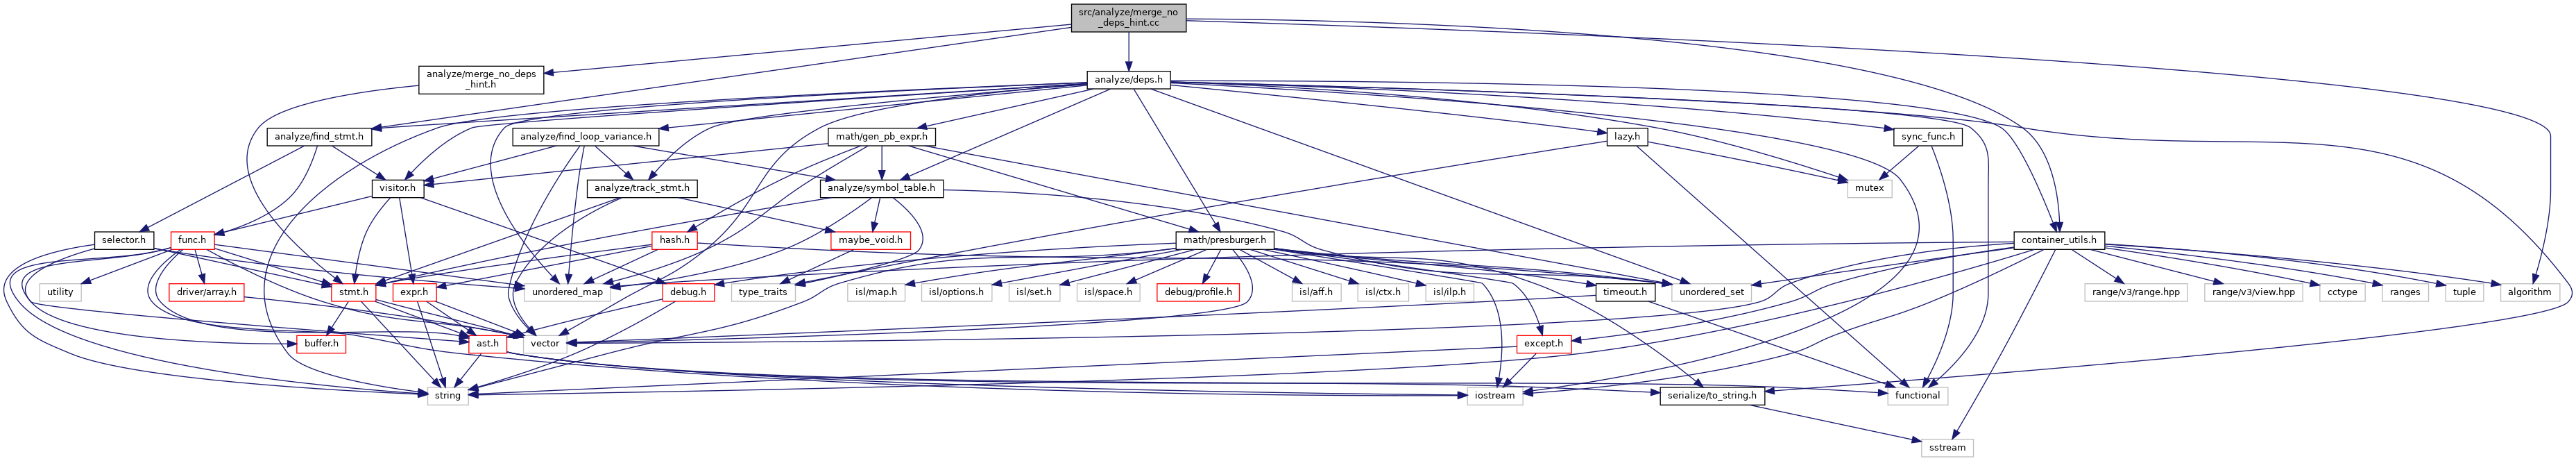 src/analyze/merge_no
_deps_hint.cc
analyze/merge_no_deps
_hint.h
analyze/deps.h
analyze/find_stmt.h
analyze/find_loop_variance.h
math/gen_pb_expr.h
lazy.h
sync_func.h
visitor.h
analyze/track_stmt.h
analyze/symbol_table.h
mutex
selector.h
func.h
hash.h
maybe_void.h
math/presburger.h
container_utils.h
utility
driver/array.h
stmt.h
expr.h
unordered_map
debug.h
type_traits
isl/map.h
isl/options.h
isl/set.h
isl/space.h
debug/profile.h
isl/aff.h
isl/ctx.h
isl/ilp.h
timeout.h
unordered_set
range/v3/range.hpp
range/v3/view.hpp
cctype
ranges
tuple
algorithm
buffer.h
ast.h
vector
except.h
string
iostream
serialize/to_string.h
functional
sstream